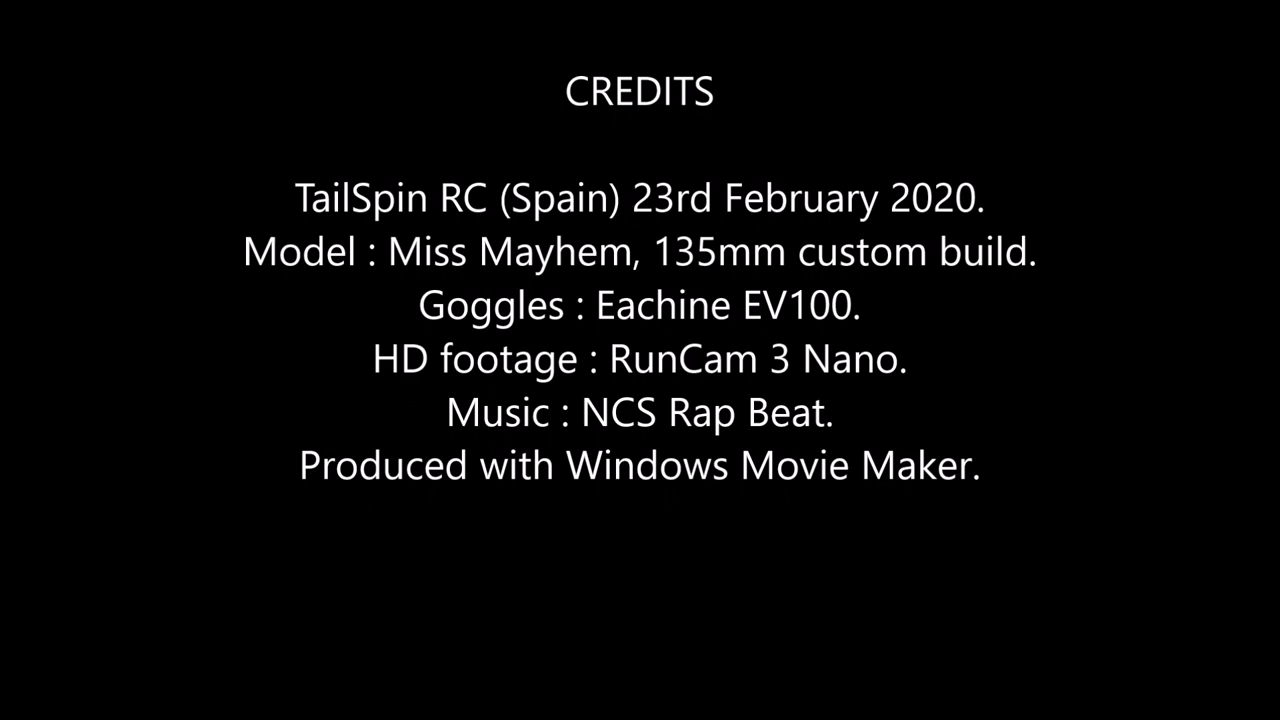 CREDITS
TailSpin RC (Spain) 23rd February 2020.
Model : Miss Mayhem, 135mm custom build.
Goggles : Eachine EV100.
HD footage : RunCam 3 Nano.
Music : NCS Rap Beat.
Produced with Windows Movie Maker.